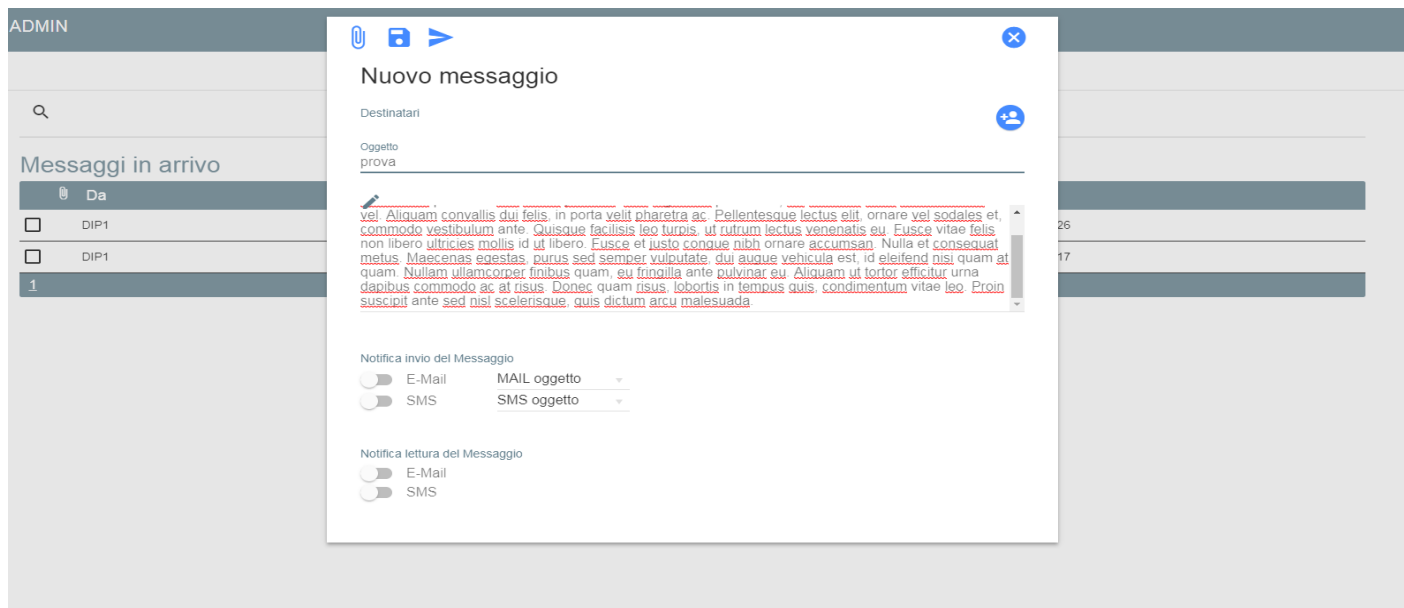 ADMIN
Nuovo messaggio
Destinatari
Oggetto
prova
Messaggi in arrivo
Da
DIP1
26
DIP1
17
1
vel. Aliquam convallis dui felis, in porta velit pharetra ac. Pellentesque lectus elit, ornare vel sodales et,
commodo vestibulum ante. Quisque facilisis leo turpis, ut rutrum lectus venenatis eu. Fusce vitae felis
non libero ultricies mollis id ut libero. Fusce et justo congue nibh ornare accumsan. Nulla et consequat
metus. Maecenas egestas, purus sed semper vulputate, dui augue vehicula est, id eleifend nisi quam at
quam. Nullam ullamcorper finibus quam, eu fringilla ante pulvinar eu. Aliquam ut tortor efficitur urna
dapibus commodo ac at risus. Donec quam risus, lobortis in tempus quis, condimentum vitae leo. Proin
suscipit ante sed nisl scelerisque, quis dictum arcu malesuada.
Notifica invio del Messaggio
E-Mail MAIL oggetto
SMS SMS oggetto
Notifica lettura del Messaggio
E-Mail
SMS